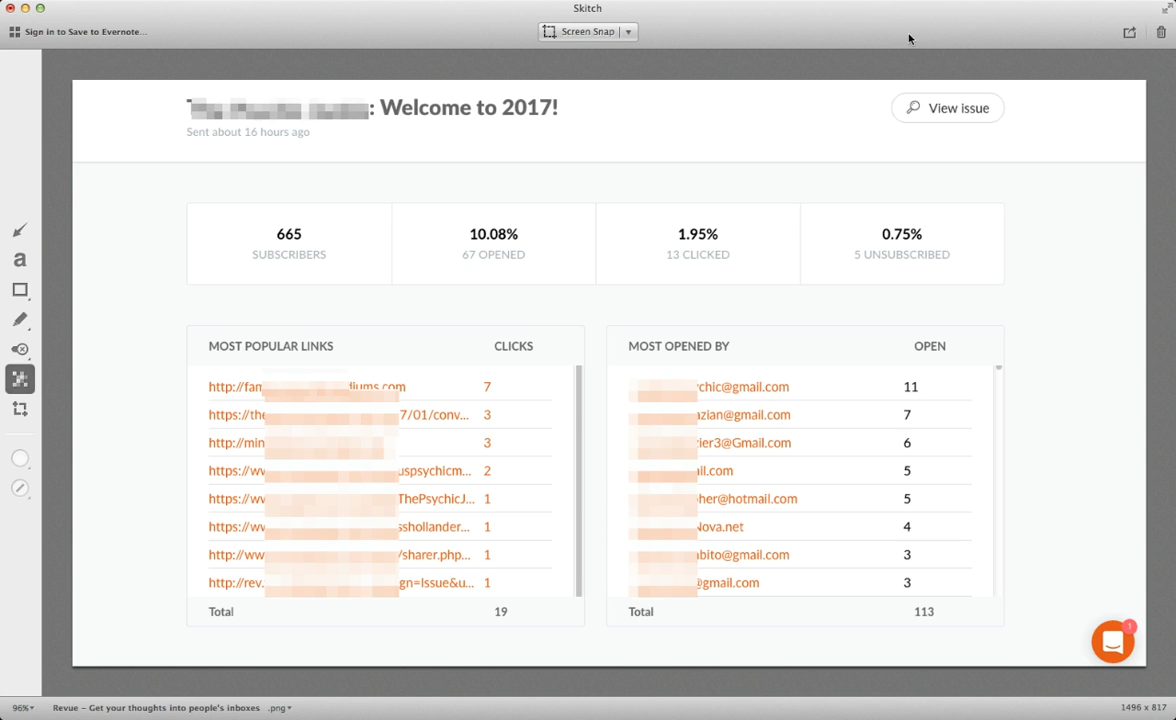 Skitch
Sign in to Save to Evernote...
Screen Snap
: Welcome to 2017!
View issue
Sent about 16 hours ago
665
SUBSCRIBERS
10.08%
67 OPENED
1.95%
13 CLICKED
0.75%
5 UNSUBSCRIBED
MOST POPULAR LINKS CLICKS
http://fam diums.com 7
https://the 7/01/conv... 3
http://min 3
https://ww uspsychicm... 2
https://ww ThePsychicJ... 1
https://ww sshollander... 1
http://ww /sharer.php... 1
http://rev. gn=Issue&u... 1
Total 19
MOST OPENED BY OPEN
chic@gmail.com 11
azian@gmail.com 7
zier3@Gmail.com 6
ail.com 5
her@hotmail.com 5
Nova.net 4
abito@gmail.com 3
@gmail.com 3
Total 113
1
a
96%
Revue – Get your thoughts into people's inboxes .png
1496 x 817